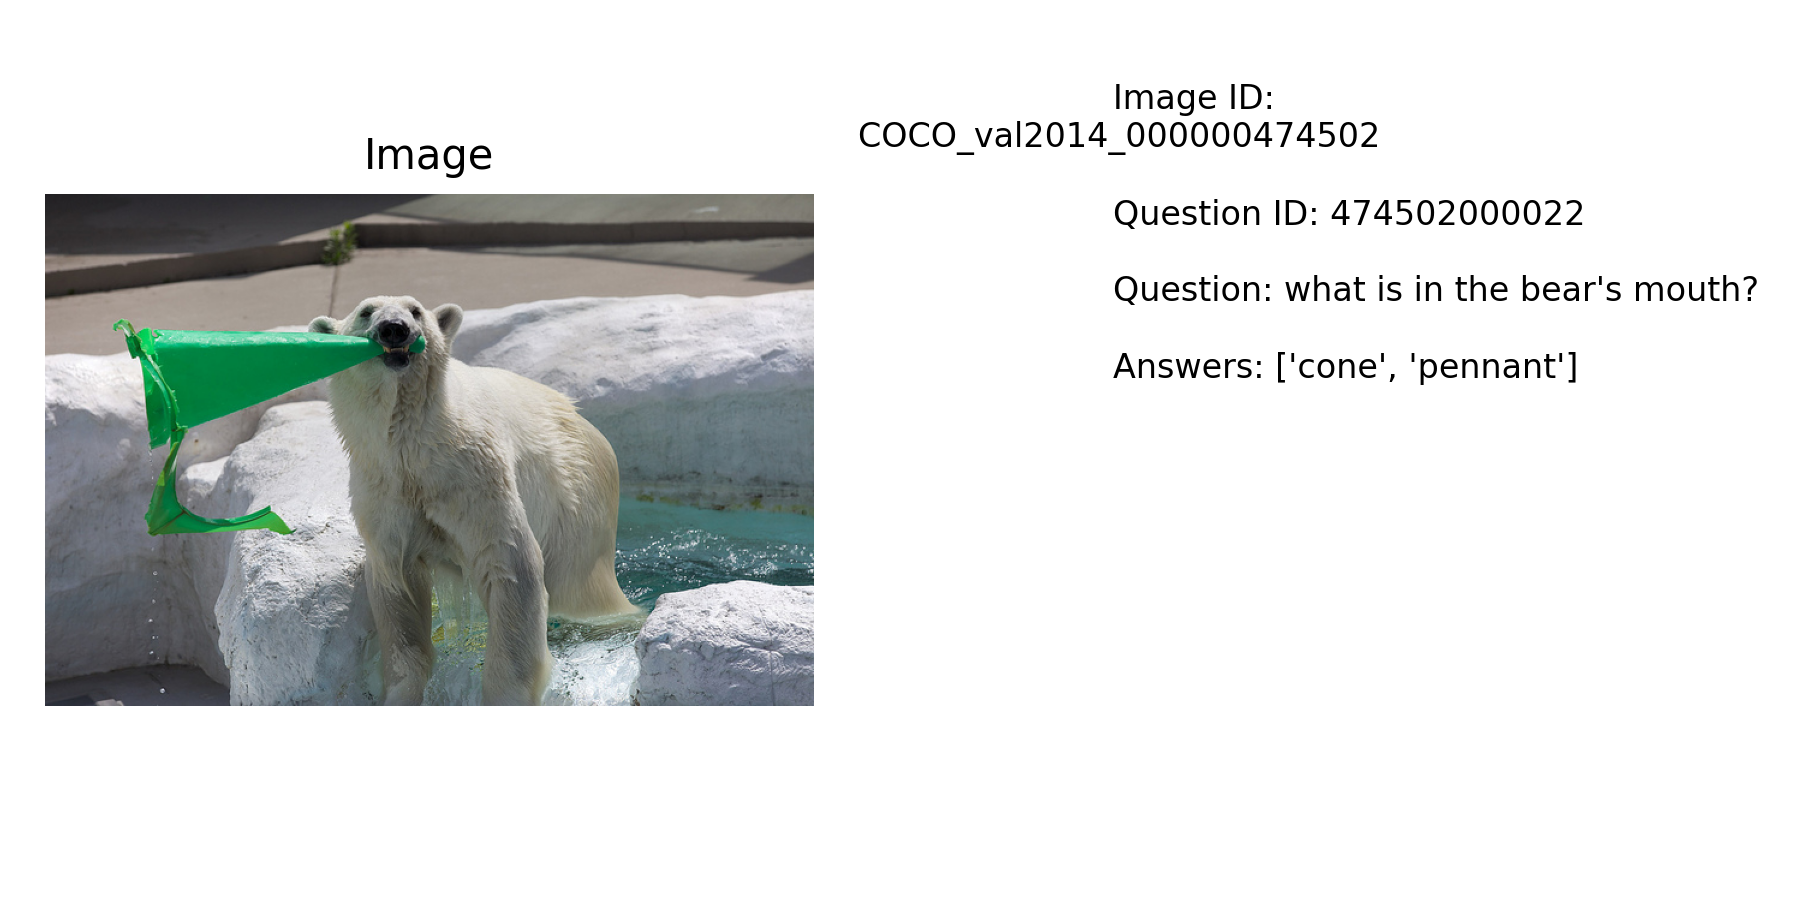 Image
Image ID:
COCO_val2014_000000474502
Question ID: 474502000022
Question: what is in the bear's mouth?
Answers: ['cone', 'pennant']